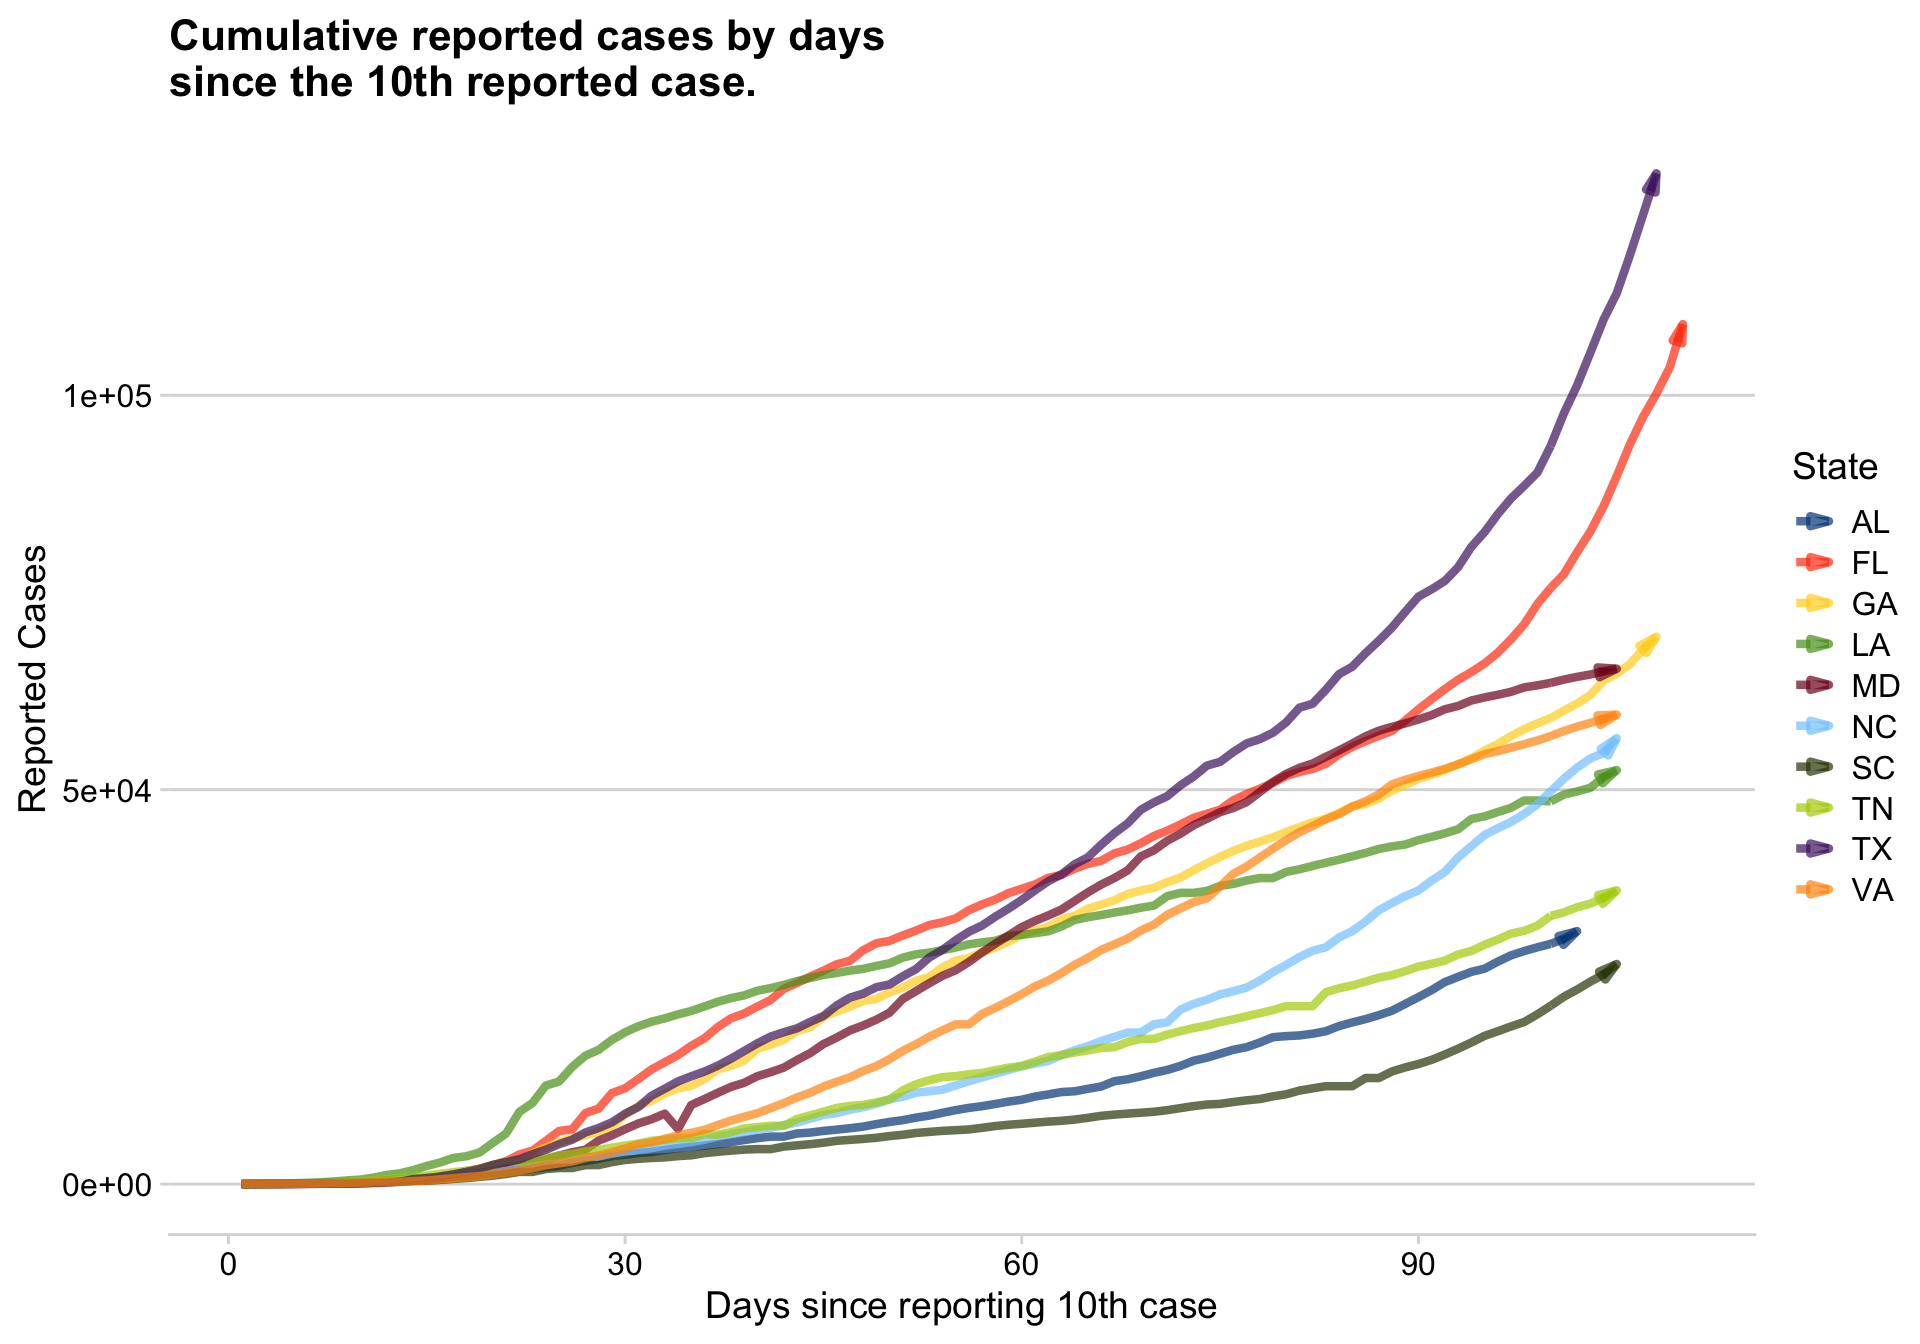 Cumulative reported cases by days
since the 10th reported case.
1e+05
5e+04
0e+00
Reported Cases
0
30
60
90
Days since reporting 10th case
State
AL
FL
GA
LA
MD
NC
SC
TN
TX
VA